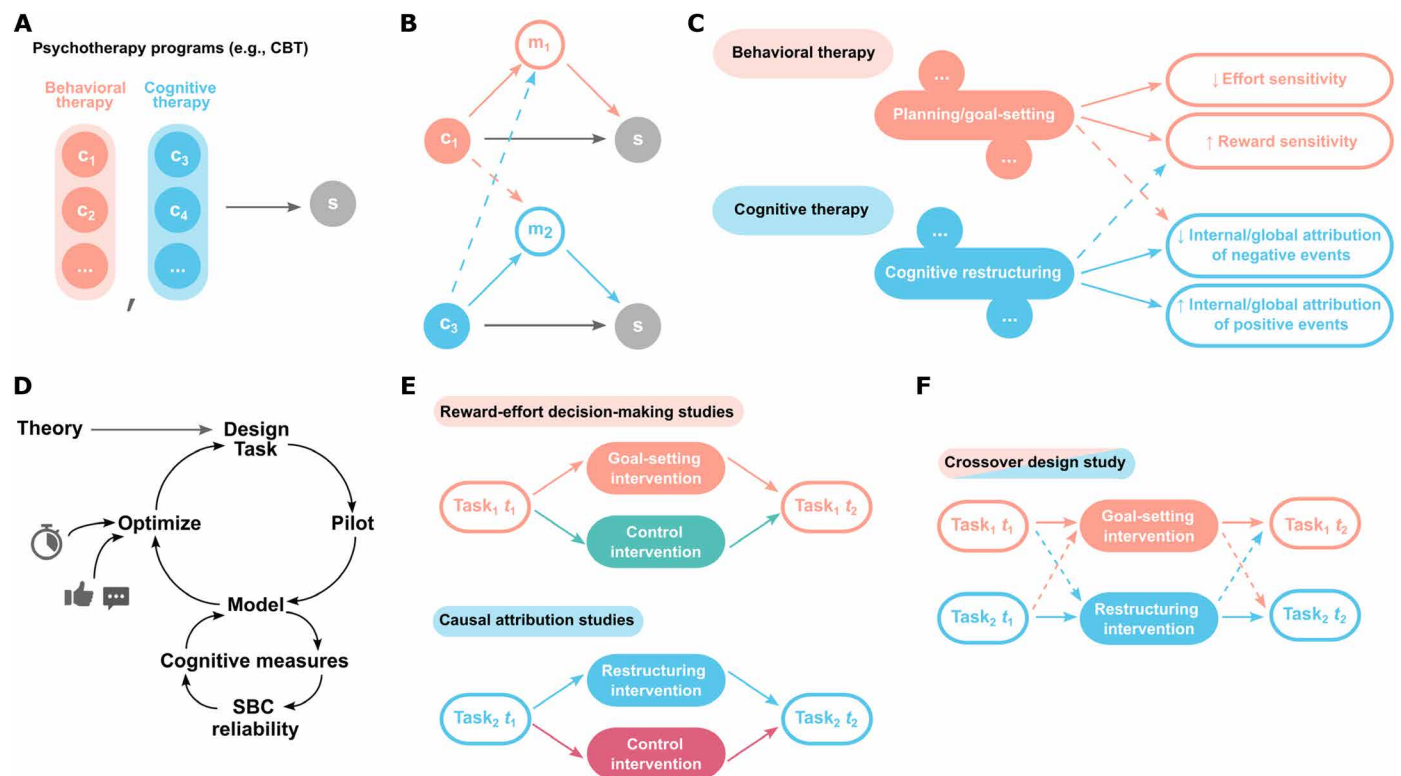 A
Psychotherapy programs (e.g., CBT)
Behavioral
therapy
Cognitive
therapy
c1
c2
...
c3
c4
...
,
s
B
m1
c1
s
m2
c3
s
C
Behavioral therapy
...
Planning/goal-setting
...
Cognitive therapy
...
Cognitive restructuring
...
↓ Effort sensitivity
↑ Reward sensitivity
↓ Internal/global attribution
of negative events
↑ Internal/global attribution
of positive events
D
Theory
Design
Task
Optimize
Pilot
Model
Cognitive measures
SBC
reliability
E
Reward-effort decision-making studies
Goal-setting
intervention
Task1 t1
Task1 t2
Control
intervention
Causal attribution studies
Restructuring
intervention
Task2 t1
Task2 t2
Control
intervention
F
Crossover design study
Task1 t1
Goal-setting
intervention
Task1 t2
Task2 t1
Restructuring
intervention
Task2 t2